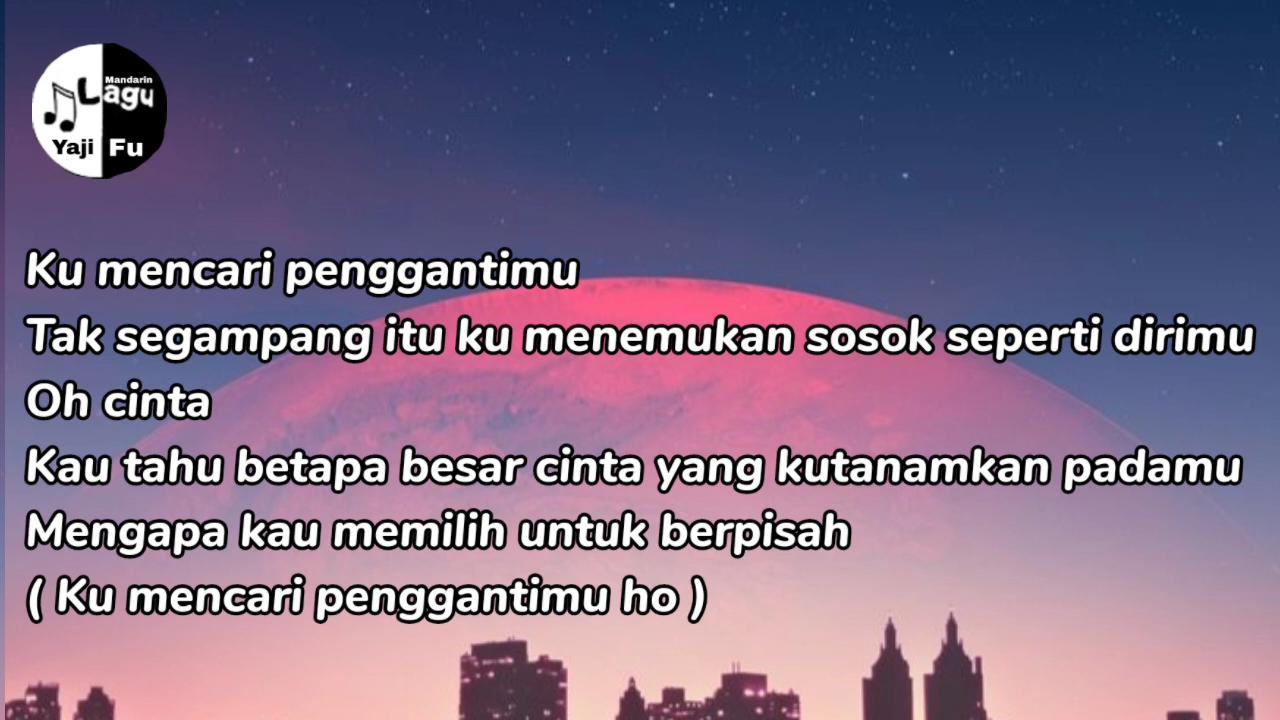 Mandarin
Lagu
Yaji Fu
Ku mencari penggantimu
Tak segampang itu ku menemukan sosok seperti dirimu
Oh cinta
Kau tahu betapa besar cinta yang kutanamkan padamu
Mengapa kau memilih untuk berpisah
( Ku mencari penggantimu ho )